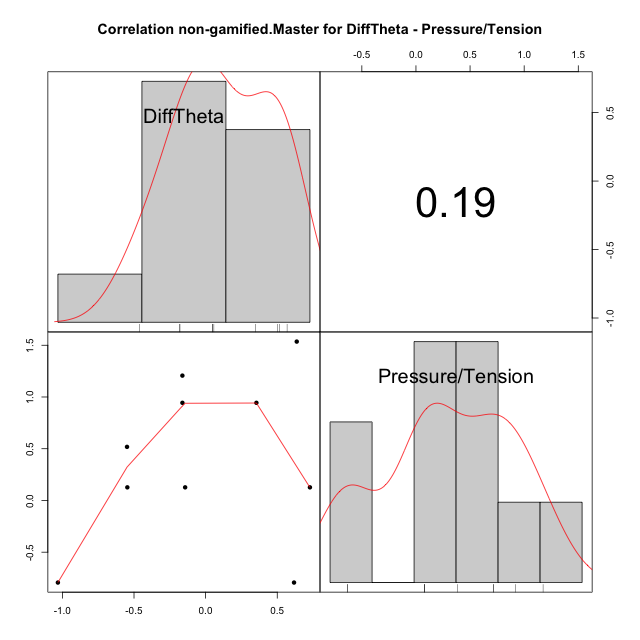 Correlation non-gamified.Master for DiffTheta - Pressure/Tension
-0.5 0.0 0.5 1.0 1.5
DiffTheta
0.19
0.5
0.0
-0.5
-1.0
1.5
1.0
0.5
0.0
-0.5
Pressure/Tension
-1.0 -0.5 0.0 0.5